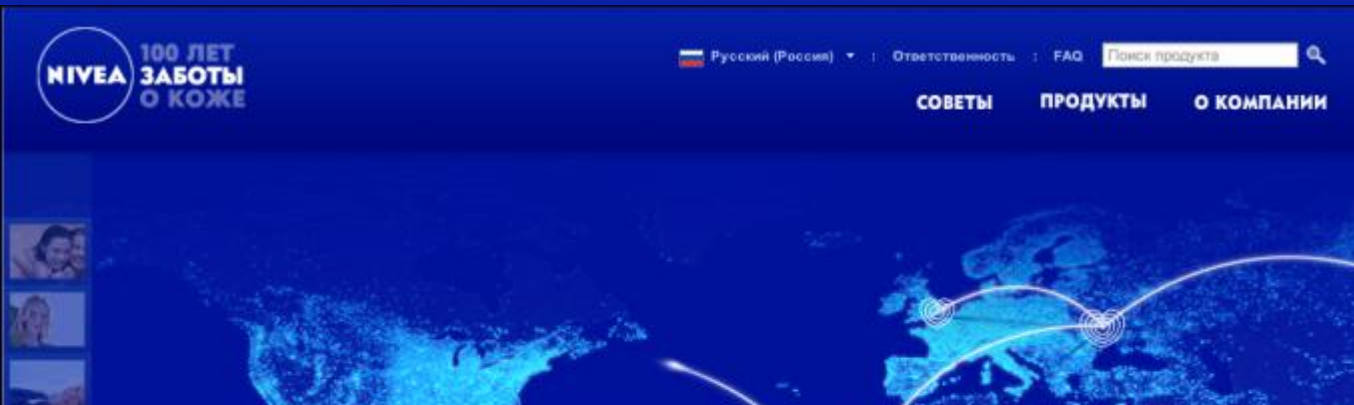 NIVEA
100 ЛЕТ
ЗАБОТЫ
О КОЖЕ
Русский (Россия) : Ответственность : FAQ Поиск продукта
СОВЕТЫ ПРОДУКТЫ О КОМПАНИИ